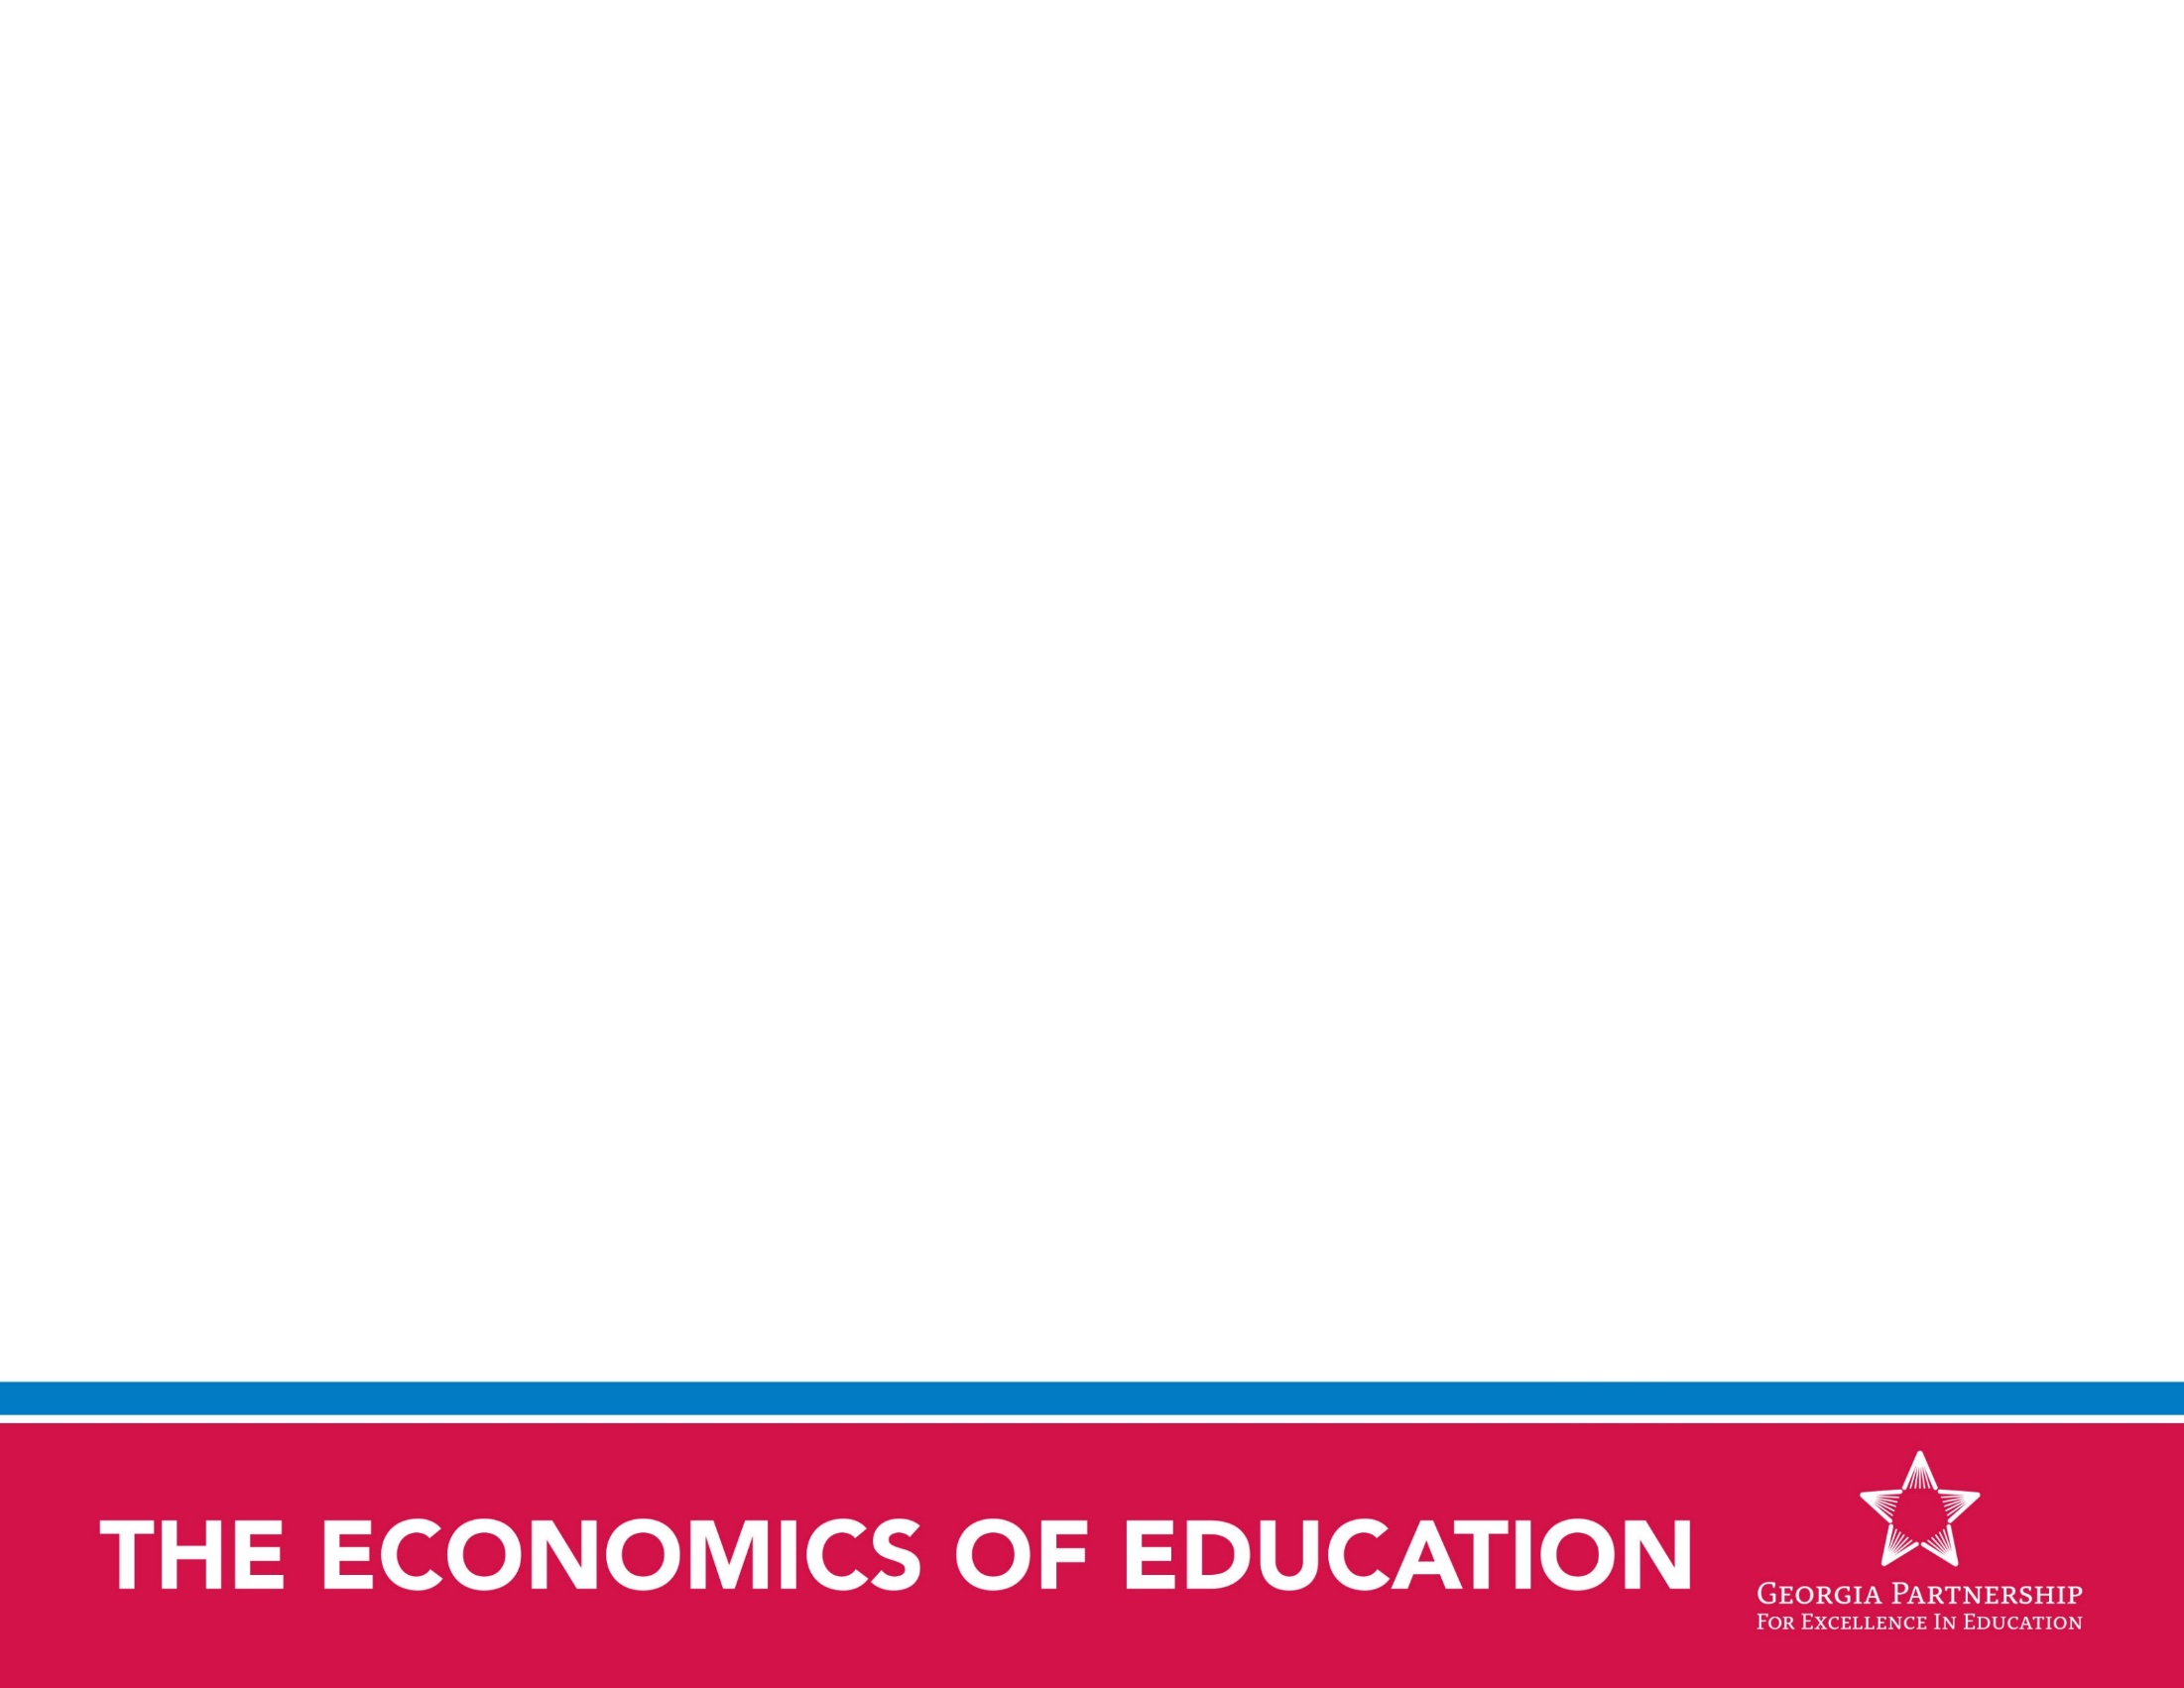 THE ECONOMICS OF EDUCATION
GEORGIA PARTNERSHIP
FOR EXCELLENCE IN EDUCATION